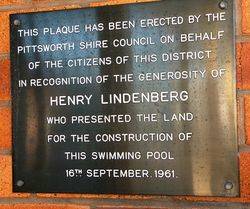 THIS PLAQUE HAS BEEN ERECTED BY THE
PITTSWORTH SHIRE COUNCIL ON BEHALF
OF THE CITIZENS OF THIS DISTRICT
IN RECOGNITION OF THE GENEROSITY OF
HENRY LINDENBERG
WHO PRESENTED THE LAND
FOR THE CONSTRUCTION OF
THIS SWIMMING POOL
16TH SEPTEMBER. 1961.